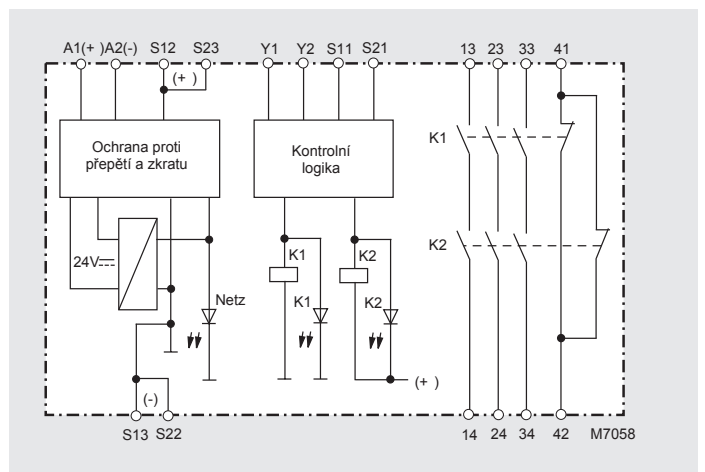 A1(+ ) A2(-) S12 S23 Y1 Y2 S11 S21 13 23 33 41
(+ )
Ochrana proti
přepětí a zkratu
Kontrolní
logika
K1
K2
24V
K1
K2
Netz
K1
K2
(+ )
(-)
S13 S22 14 24 34 42 M7058